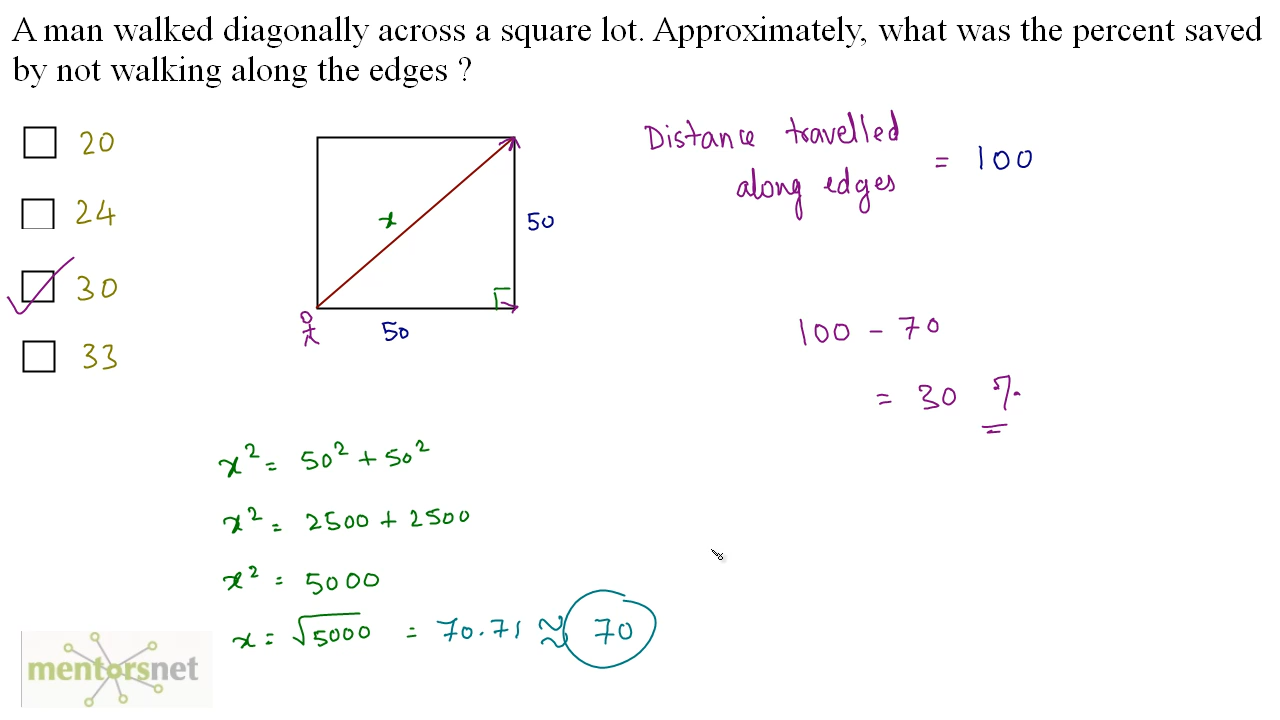 A man walked diagonally across a square lot. Approximately, what was the percent saved
by not walking along the edges ?
20
24
30
33
x
50
50
Distance travelled
along edges
= 100
100 - 70
= 30 %
x² = 50² + 50²
x² = 2500 + 2500
x² = 5000
x = √5000 = 70.71 ≈ 70
mentorsnet